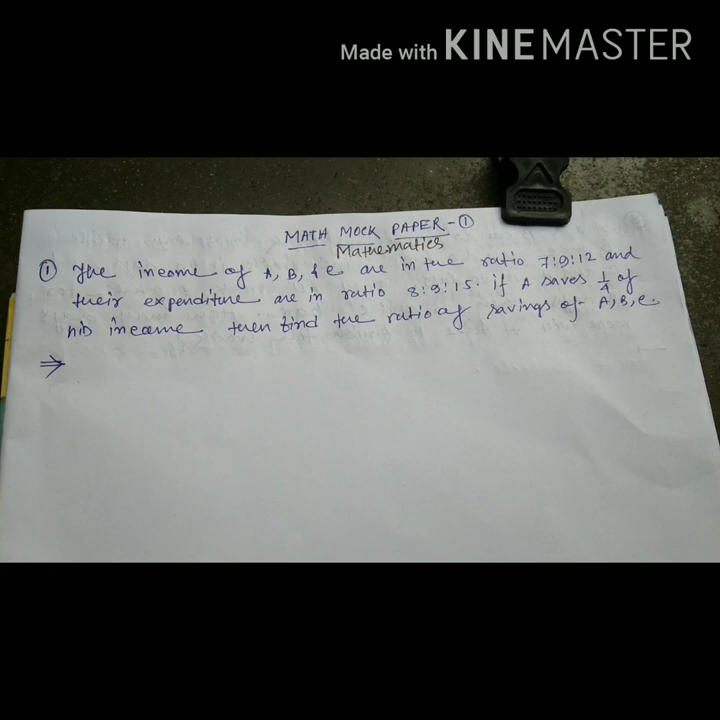 Made with KINEMASTER
MATH MOCK PAPER - ①
Mathematics
① The income of A, B, & C are in the ratio 7:9:12 and
their expenditure are in ratio 8:9:15. if A saves 1/4 of
his income then find the ratio of savings of A, B, C.
⇒